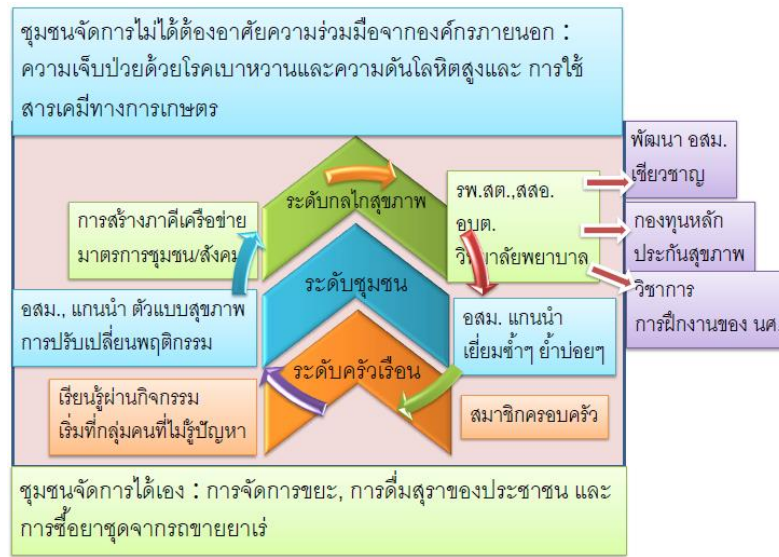 ชุมชนจัดการไม่ได้ต้องอาศัยความร่วมมือจากองค์กรภายนอก :
ความเจ็บป่วยด้วยโรคเบาหวานและความดันโลหิตสูงและ การใช้
สารเคมีทางการเกษตร
ระดับกลไกสุขภาพ
การสร้างภาคีเครือข่าย
มาตรการชุมชน/สังคม
รพ.สต.,สสอ.
อบต.
วิทยาลัยพยาบาล
พัฒนา อสม.
เชียวชาญ
กองทุนหลัก
ประกันสุขภาพ
วิชาการ
การฝึกงานของ นศ.
ระดับชุมชน
อสม., แกนนำ ตัวแบบสุขภาพ
การปรับเปลี่ยนพฤติกรรม
อสม. แกนนำ
เยี่ยมซ้ำๆ ย้ำบ่อยๆ
ระดับครัวเรือน
เรียนรู้ผ่านกิจกรรม
เริ่มที่กลุ่มคนที่ไม่รู้ปัญหา
สมาชิกครอบครัว
ชุมชนจัดการได้เอง : การจัดการขยะ, การดื่มสุราของประชาชน และ
การซื้อยาชุดจากรถขายยาเร่